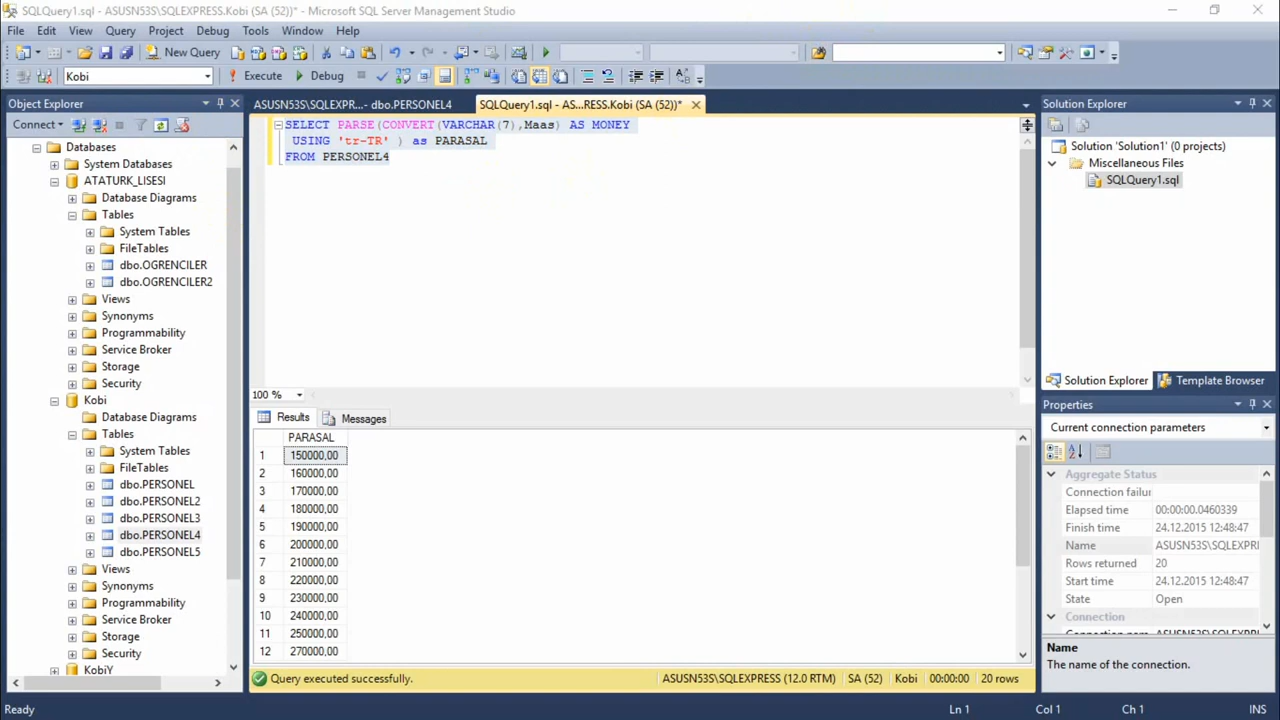 SQLQuery1.sql - ASUSN53S\SQLEXPRESS.Kobi (SA (52))* - Microsoft SQL Server Management Studio
File Edit View Query Project Debug Tools Window Help
New Query
Kobi Execute Debug
Object Explorer
Connect
Databases
System Databases
ATATURK_LISESI
Database Diagrams
Tables
System Tables
FileTables
dbo.OGRENCILER
dbo.OGRENCILER2
Views
Synonyms
Programmability
Service Broker
Storage
Security
Kobi
Database Diagrams
Tables
System Tables
FileTables
dbo.PERSONEL
dbo.PERSONEL2
dbo.PERSONEL3
dbo.PERSONEL4
dbo.PERSONEL5
Views
Synonyms
Programmability
Service Broker
Storage
Security
KobiY
ASUSN53S\SQLEXPR... - dbo.PERSONEL4 SQLQuery1.sql - AS...RESS.Kobi (SA (52))*
SELECT PARSE(CONVERT(VARCHAR(7),Maas) AS MONEY
USING 'tr-TR' ) as PARASAL
FROM PERSONEL4
100 %
Results Messages
PARASAL
1 150000,00
2 160000,00
3 170000,00
4 180000,00
5 190000,00
6 200000,00
7 210000,00
8 220000,00
9 230000,00
10 240000,00
11 250000,00
12 270000,00
Query executed successfully. ASUSN53S\SQLEXPRESS (12.0 RTM) SA (52) Kobi 00:00:00 20 rows
Solution Explorer
Solution 'Solution1' (0 projects)
Miscellaneous Files
SQLQuery1.sql
Solution Explorer Template Browser
Properties
Current connection parameters
Aggregate Status
Connection failur
Elapsed time 00:00:00.0460339
Finish time 24.12.2015 12:48:47
Name ASUSN53S\SQLEXPRI
Rows returned 20
Start time 24.12.2015 12:48:47
State Open
Connection
Name
The name of the connection.
Ready Ln 1 Col 1 Ch 1 INS